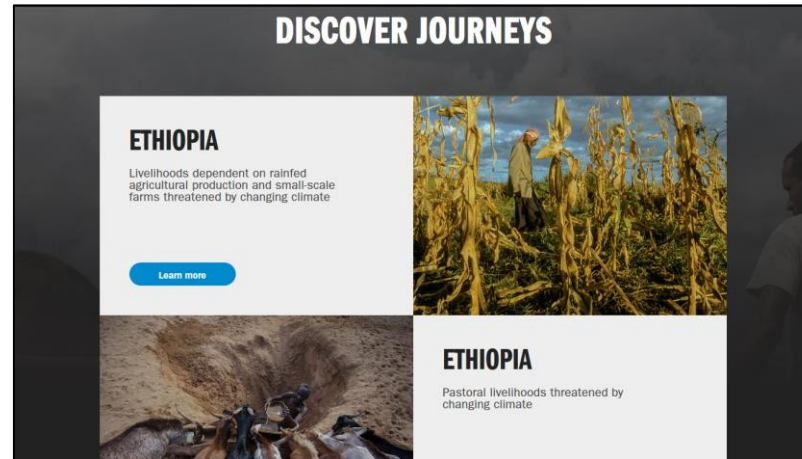 DISCOVER JOURNEYS
ETHIOPIA
Livelihoods dependent on rainfed
agricultural production and small-scale
farms threatened by changing climate
Learn more
ETHIOPIA
Pastoral livelihoods threatened by
changing climate